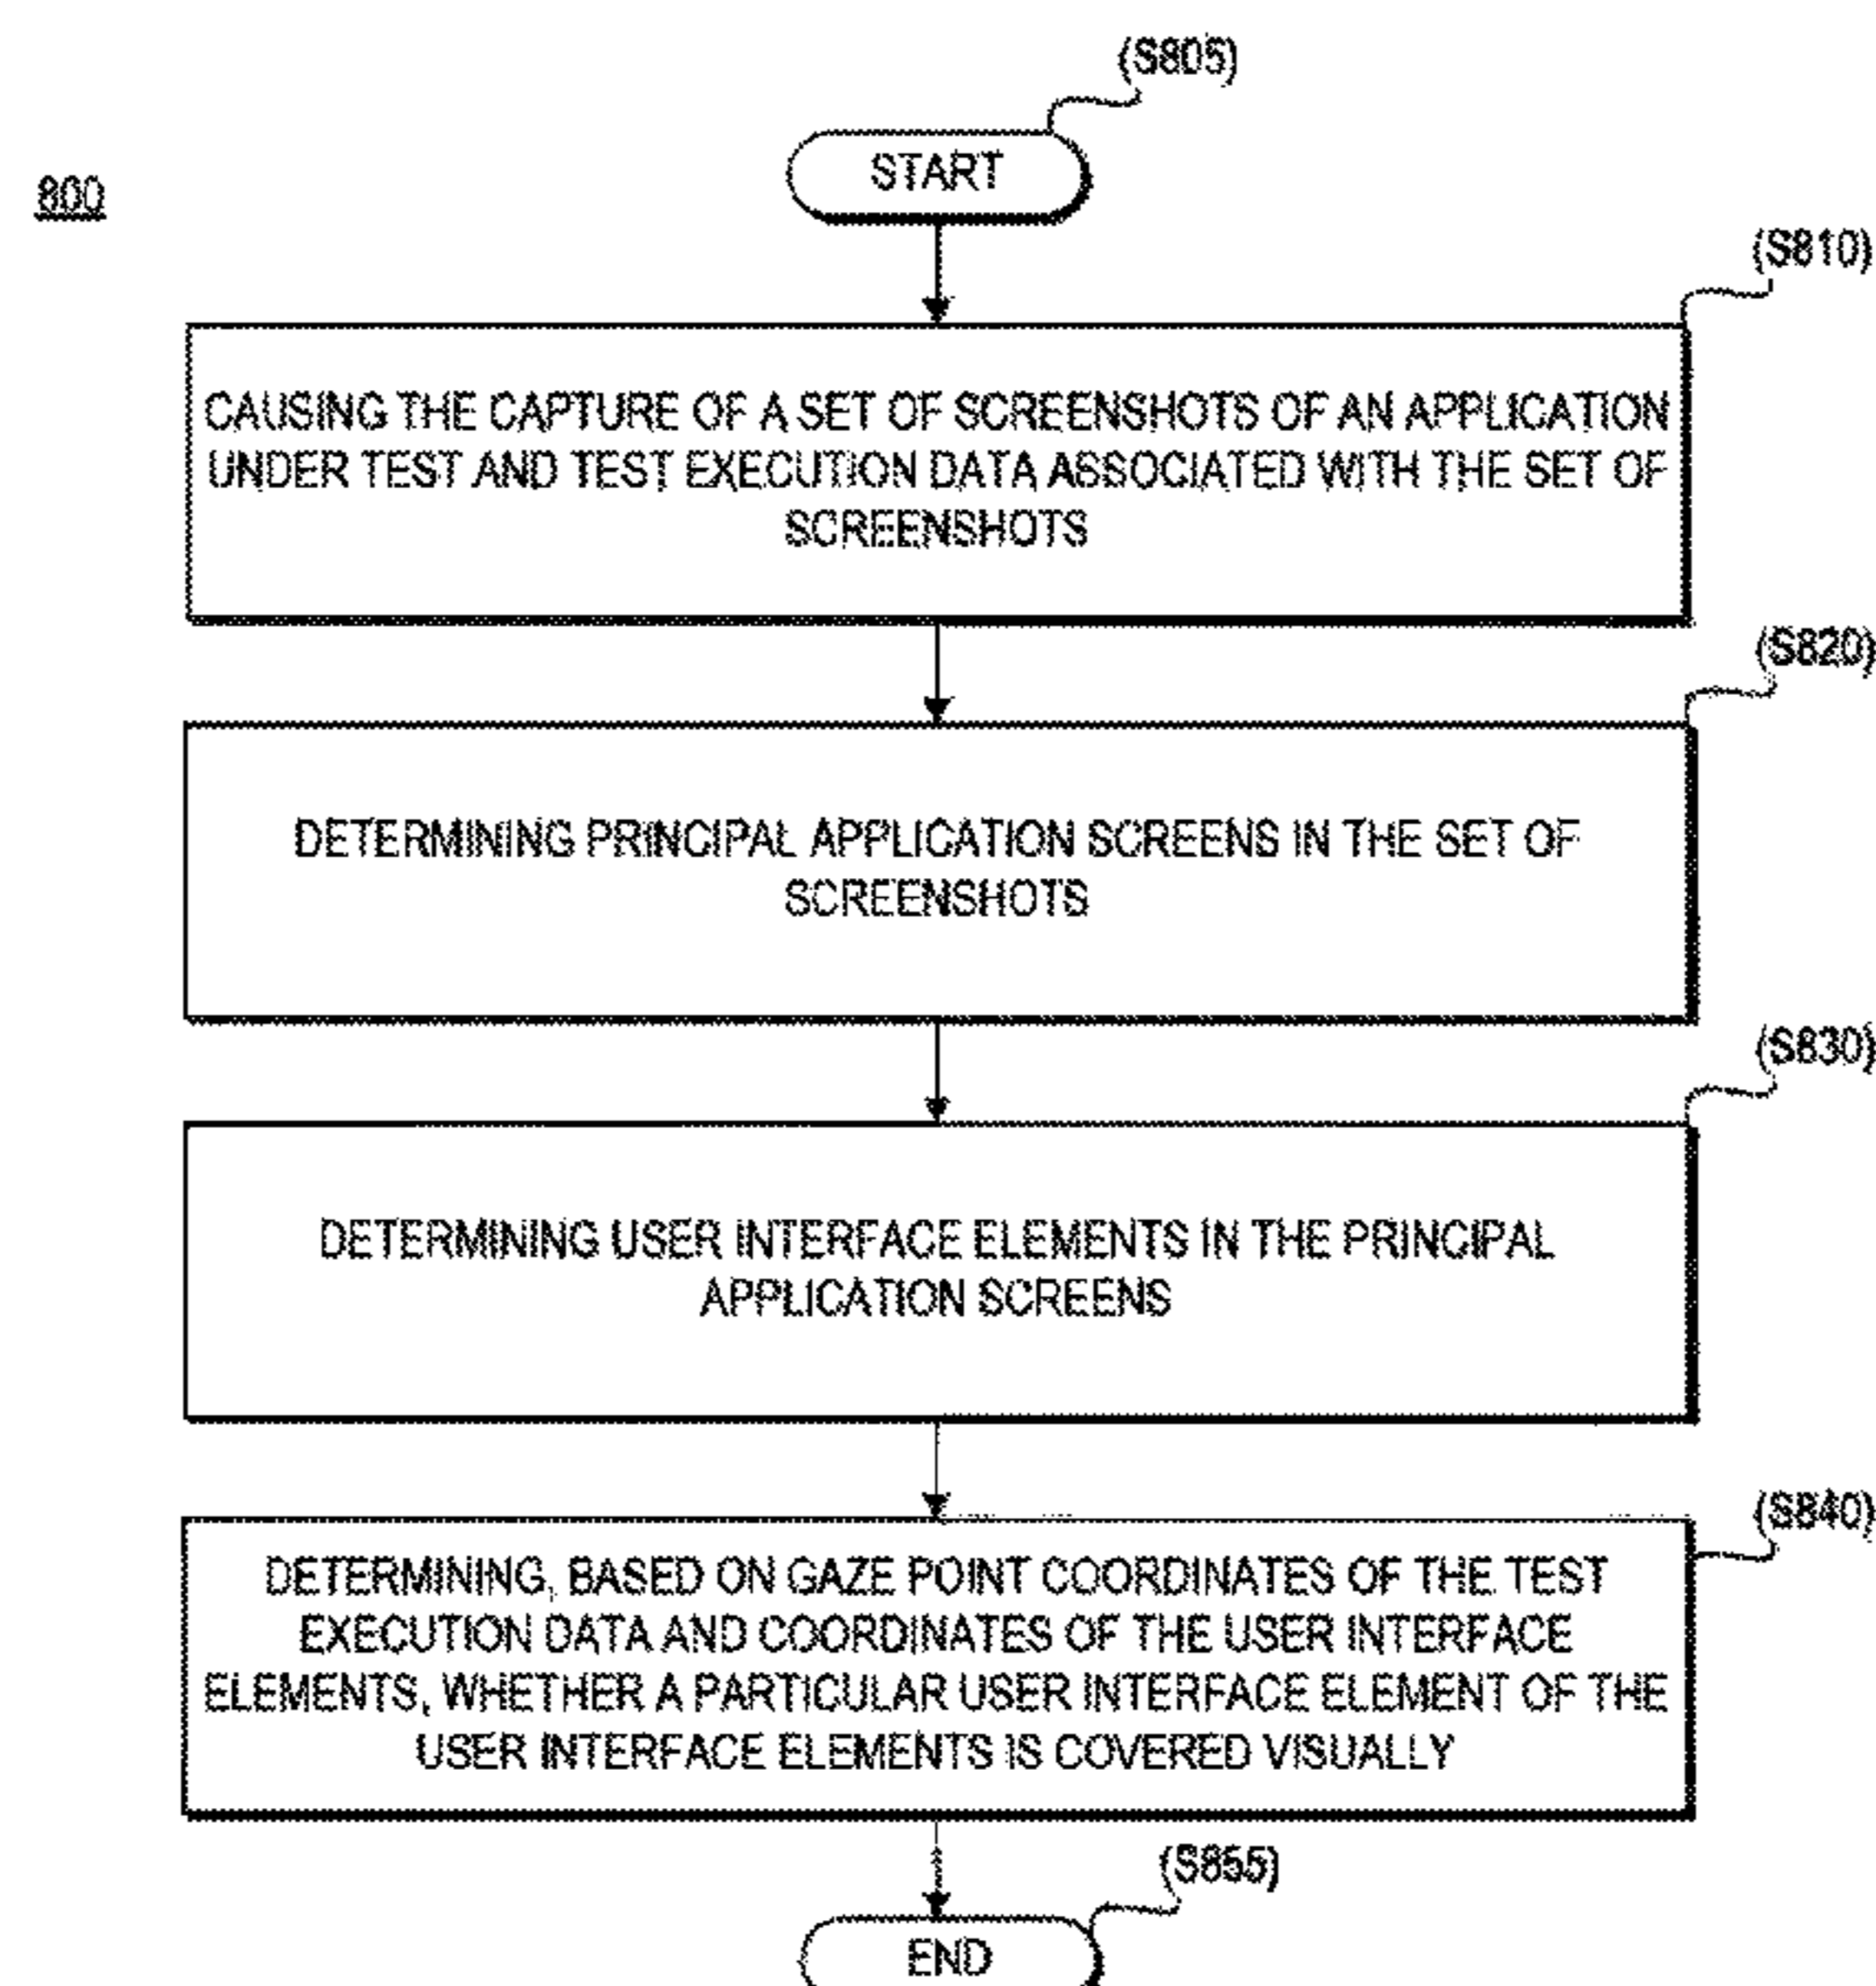 (S805)
START
800
(S810)
CAUSING THE CAPTURE OF A SET OF SCREENSHOTS OF AN APPLICATION
UNDER TEST AND TEST EXECUTION DATA ASSOCIATED WITH THE SET OF
SCREENSHOTS
(S820)
DETERMINING PRINCIPAL APPLICATION SCREENS IN THE SET OF
SCREENSHOTS
(S830)
DETERMINING USER INTERFACE ELEMENTS IN THE PRINCIPAL
APPLICATION SCREENS
(S840)
DETERMINING, BASED ON GAZE POINT COORDINATES OF THE TEST
EXECUTION DATA AND COORDINATES OF THE USER INTERFACE
ELEMENTS, WHETHER A PARTICULAR USER INTERFACE ELEMENT OF THE
USER INTERFACE ELEMENTS IS COVERED VISUALLY
(S855)
END